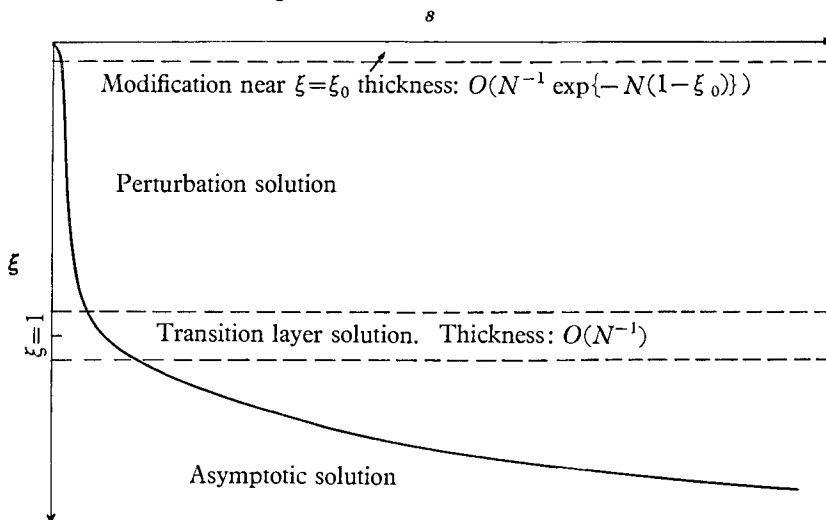 s
Modification near ξ=ξ₀ thickness: O(N⁻¹ exp{−N(1−ξ₀)})
Perturbation solution
ξ
ξ=1
Transition layer solution. Thickness: O(N⁻¹)
Asymptotic solution